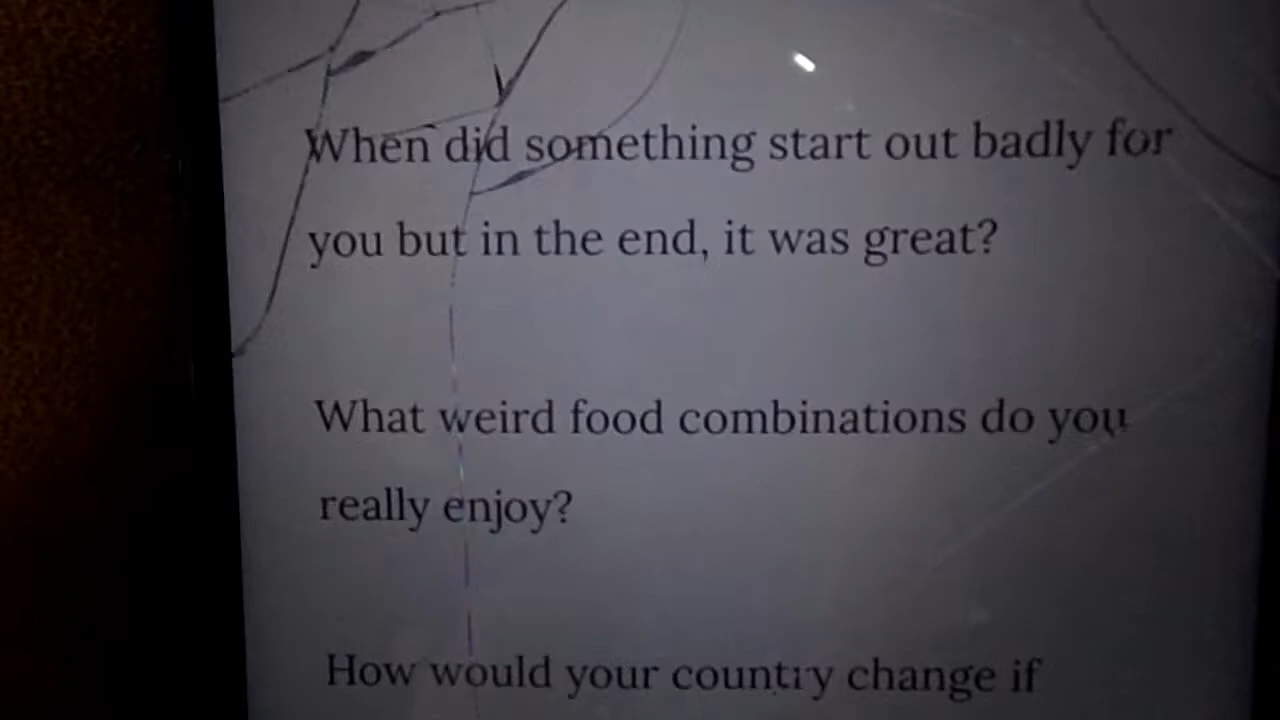 When did something start out badly for
you but in the end, it was great?
What weird food combinations do you
really enjoy?
How would your country change if